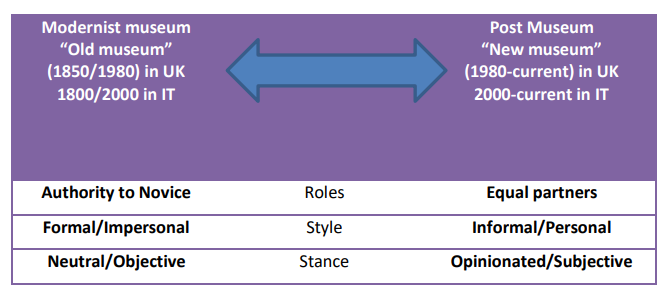 Modernist museum
“Old museum”
(1850/1980) in UK
1800/2000 in IT
Post Museum
“New museum”
(1980-current) in UK
2000-current in IT
Authority to Novice Roles Equal partners
Formal/Impersonal Style Informal/Personal
Neutral/Objective Stance Opinionated/Subjective